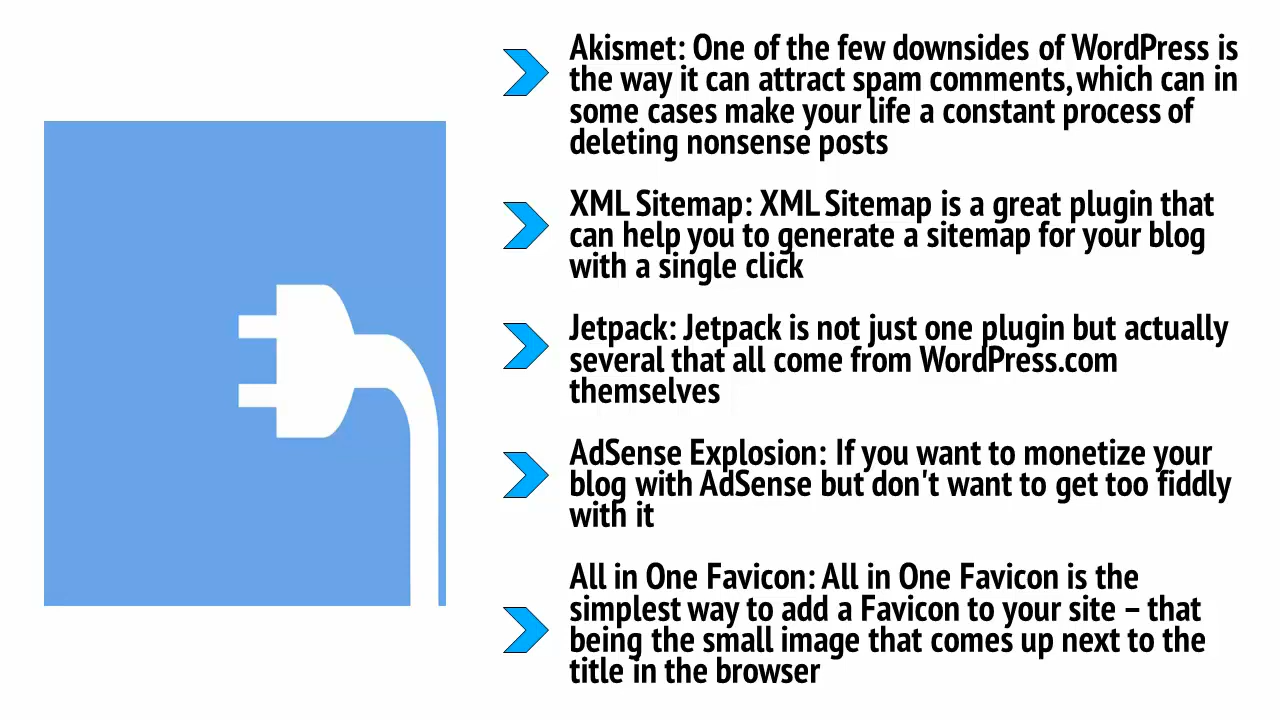 Akismet: One of the few downsides of WordPress is
the way it can attract spam comments, which can in
some cases make your life a constant process of
deleting nonsense posts
XML Sitemap: XML Sitemap is a great plugin that
can help you to generate a sitemap for your blog
with a single click
Jetpack: Jetpack is not just one plugin but actually
several that all come from WordPress.com
themselves
AdSense Explosion: If you want to monetize your
blog with AdSense but don't want to get too fiddly
with it
All in One Favicon: All in One Favicon is the
simplest way to add a Favicon to your site – that
being the small image that comes up next to the
title in the browser